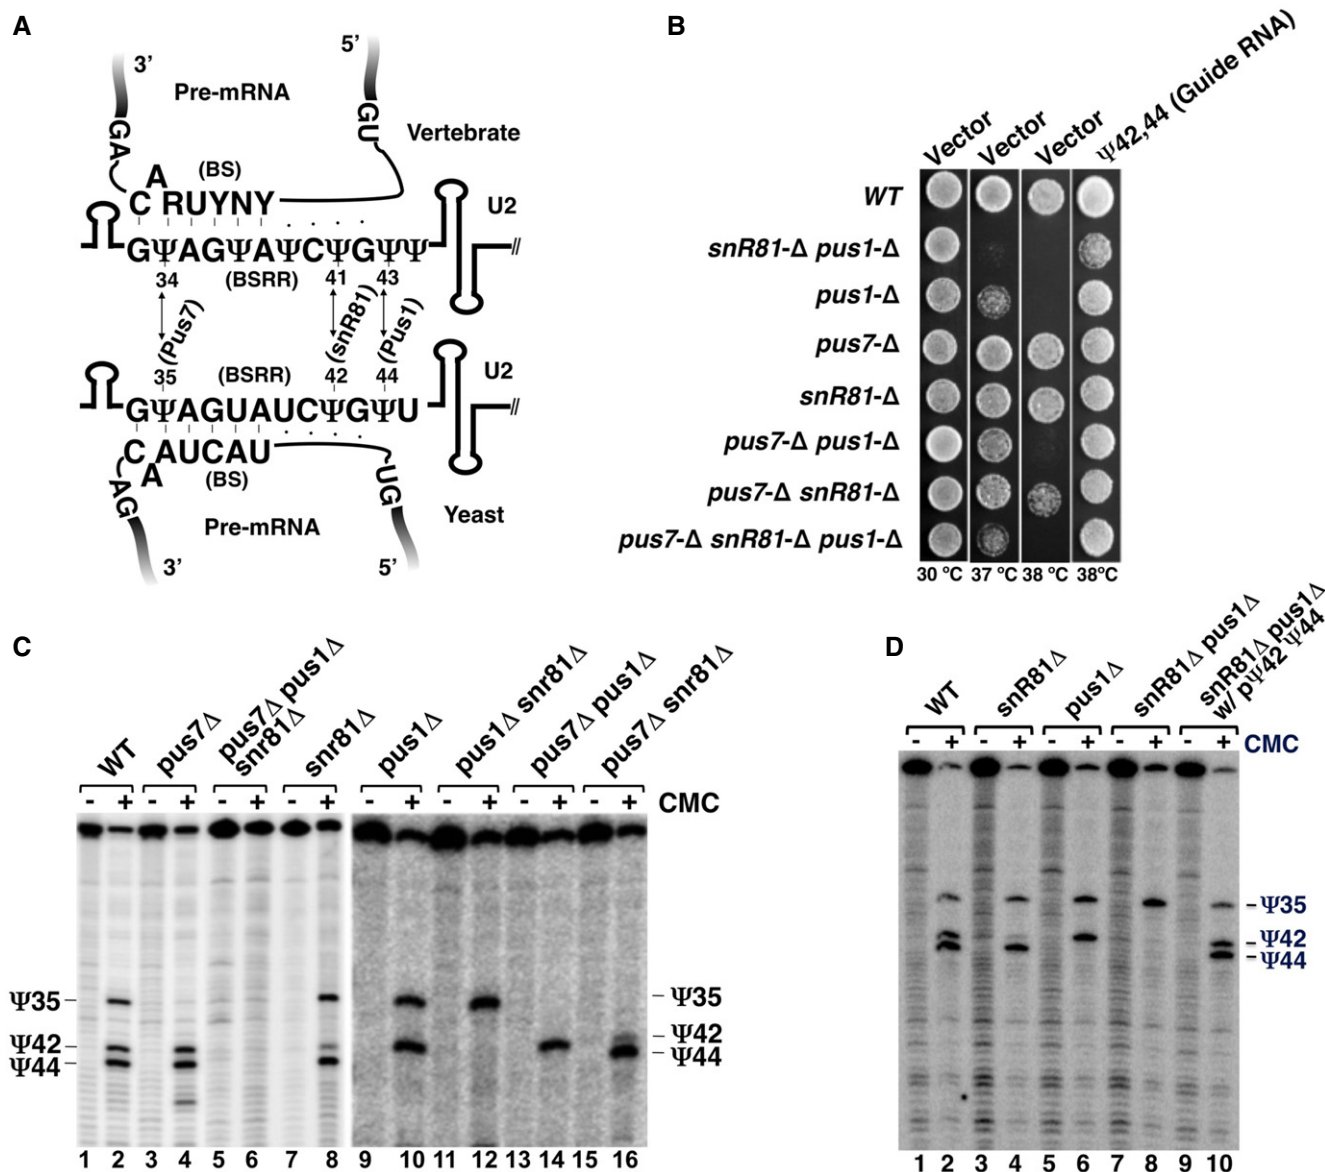 A
3’
5’
Pre-mRNA
GU
Vertebrate
GA
A
(BS)
C RUYNY
U2
GΨAGΨAΨCΨGΨΨ
34
(BSRR)
41
43
(Pus7)
(snR81)
(Pus1)
35
(BSRR)
42
44
U2
GΨAGUAUCΨGΨU
CAUCAU
A
(BS)
AG
UG
Pre-mRNA
Yeast
3’
5’
B
Vector
Vector
Vector
Ψ42,44 (Guide RNA)
WT
snR81-Δ pus1-Δ
pus1-Δ
pus7-Δ
snR81-Δ
pus7-Δ pus1-Δ
pus7-Δ snR81-Δ
pus7-Δ snR81-Δ pus1-Δ
30 ºC 37 ºC 38 ºC 38ºC
C
WT
pus7Δ
pus7Δ pus1Δ
snr81Δ
snr81Δ
pus1Δ
pus1Δ snr81Δ
pus7Δ pus1Δ
pus7Δ snr81Δ
- + - + - + - + - + - + - + - + CMC
Ψ35
Ψ42
Ψ44
Ψ35
Ψ42
Ψ44
1 2 3 4 5 6 7 8 9 10 11 12 13 14 15 16
D
WT
snR81Δ
pus1Δ
snR81Δ pus1Δ
snR81Δ pus1Δ
w/ pΨ42 Ψ44
- + - + - + - + - + CMC
Ψ35
Ψ42
Ψ44
1 2 3 4 5 6 7 8 9 10